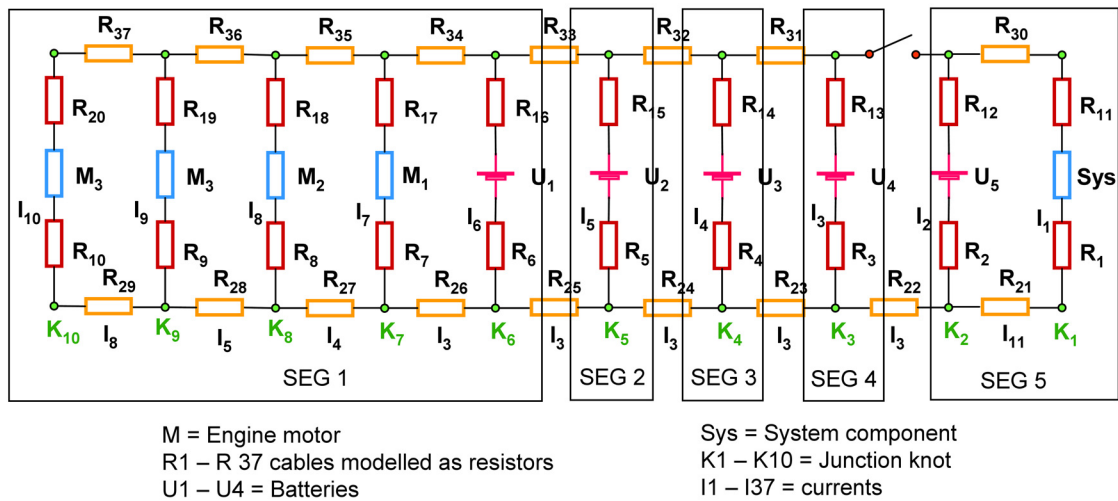 R37 R36 R35 R34 R33 R32 R31 R30
R20 R19 R18 R17 R16 R15 R14 R13 R12 R11
M3 M3 M2 M1 U1 U2 U3 U4 U5 Sys
I10 I9 I8 I7 I6 I5 I4 I3 I2 I1
R10 R9 R8 R7 R6 R5 R4 R3 R2 R1
R29 R28 R27 R26 R25 R24 R23 R22 R21
K10 K9 K8 K7 K6 K5 K4 K3 K2 K1
I8 I5 I4 I3 I3 I3 I3 I3 I11
SEG 1 SEG 2 SEG 3 SEG 4 SEG 5
M = Engine motor
R1 – R 37 cables modelled as resistors
U1 – U4 = Batteries
Sys = System component
K1 – K10 = Junction knot
I1 – I37 = currents